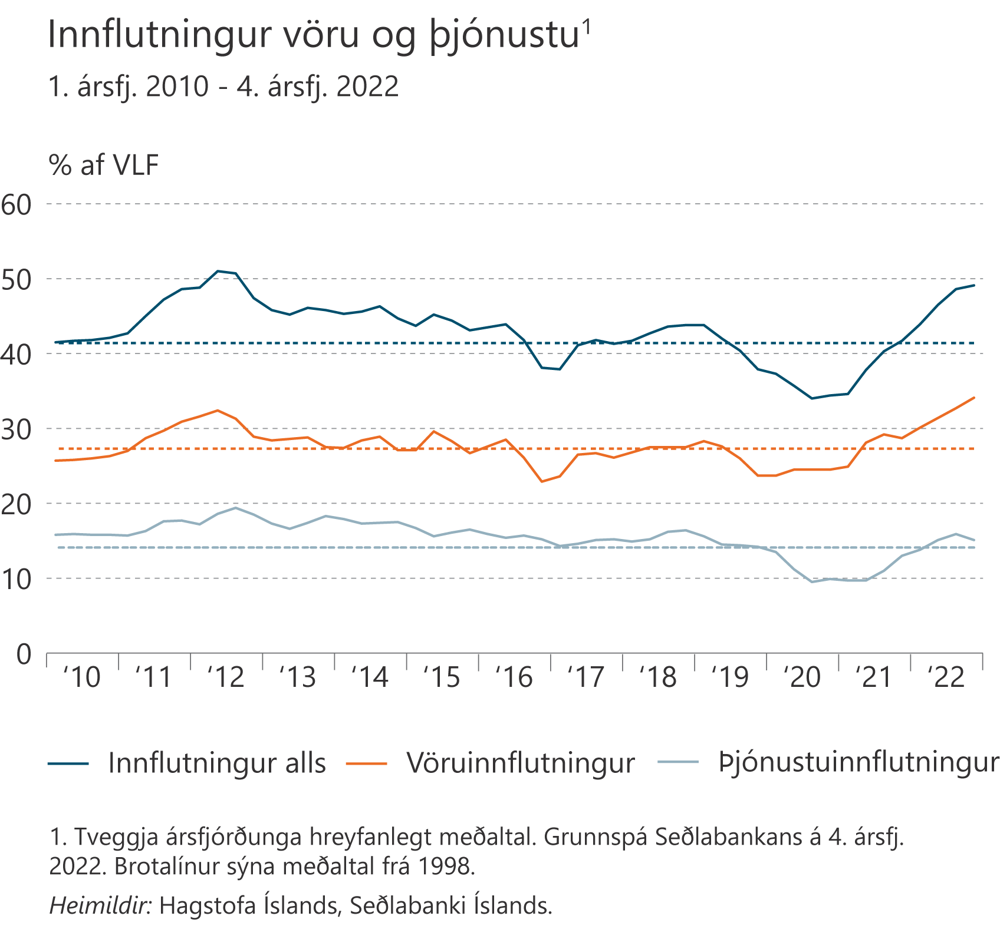 Innflutningur vöru og þjónustu¹
1. ársfj. 2010 - 4. ársfj. 2022
% af VLF
60
50
40
30
20
10
0
‘10 ‘11 ‘12 ‘13 ‘14 ‘15 ‘16 ‘17 ‘18 ‘19 ‘20 ‘21 ‘22
Innflutningur alls Vöruinnflutningur Þjónustuinnflutningur
1. Tveggja ársfjórðunga hreyfanlegt meðaltal. Grunnspá Seðlabankans á 4. ársfj.
2022. Brotalínur sýna meðaltal frá 1998.
Heimildir: Hagstofa Íslands, Seðlabanki Íslands.